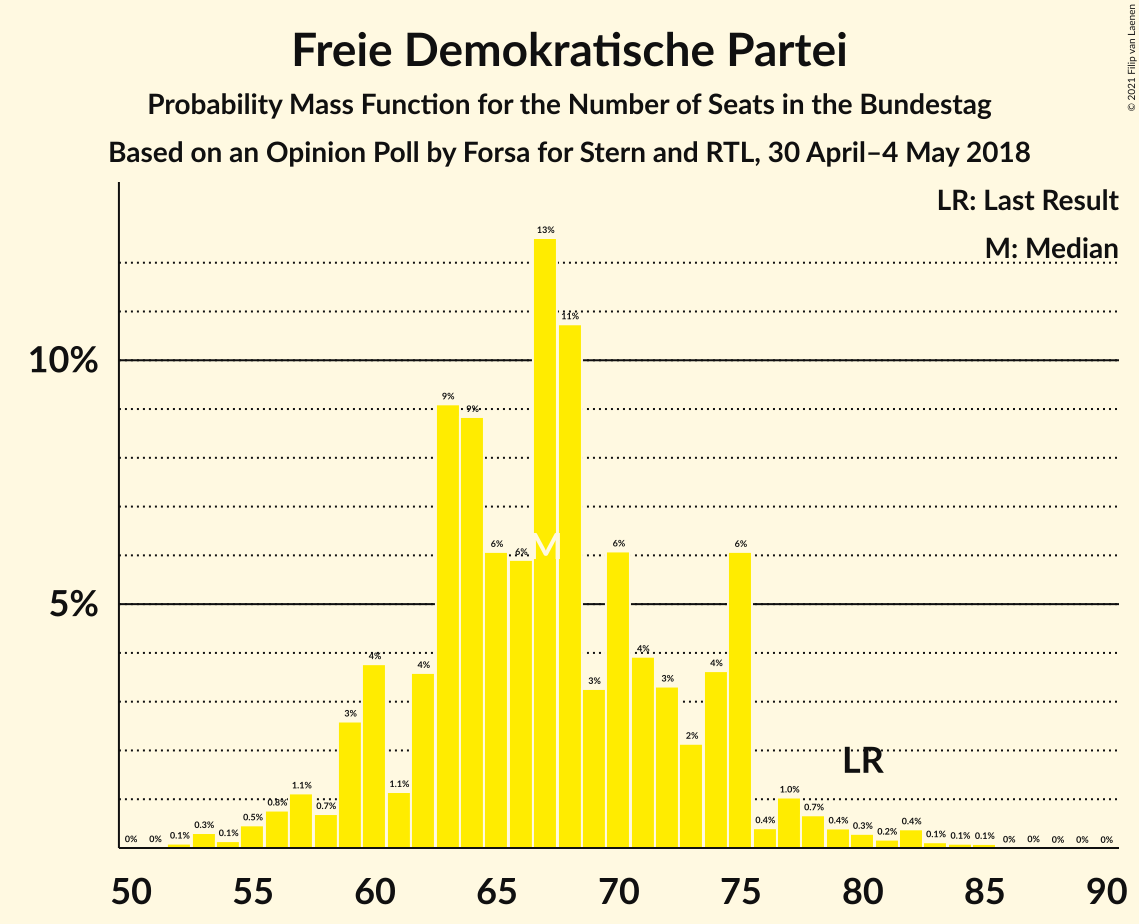 © 2021 Filip van Laenen
Freie Demokratische Partei
Probability Mass Function for the Number of Seats in the Bundestag
Based on an Opinion Poll by Forsa for Stern and RTL, 30 April–4 May 2018
LR: Last Result
M: Median
10%
5%
0% 0% 0.1% 0.3% 0.1% 0.5% 0.8% 1.1% 0.7% 3% 4% 1.1% 4% 9% 9% 6% 6% 13% 11% 3% 6% 4% 3% 2% 4% 6% 0.4% 1.0% 0.7% 0.4% 0.3% 0.2% 0.4% 0.1% 0.1% 0.1% 0% 0% 0% 0% 0%
M
LR
50 55 60 65 70 75 80 85 90